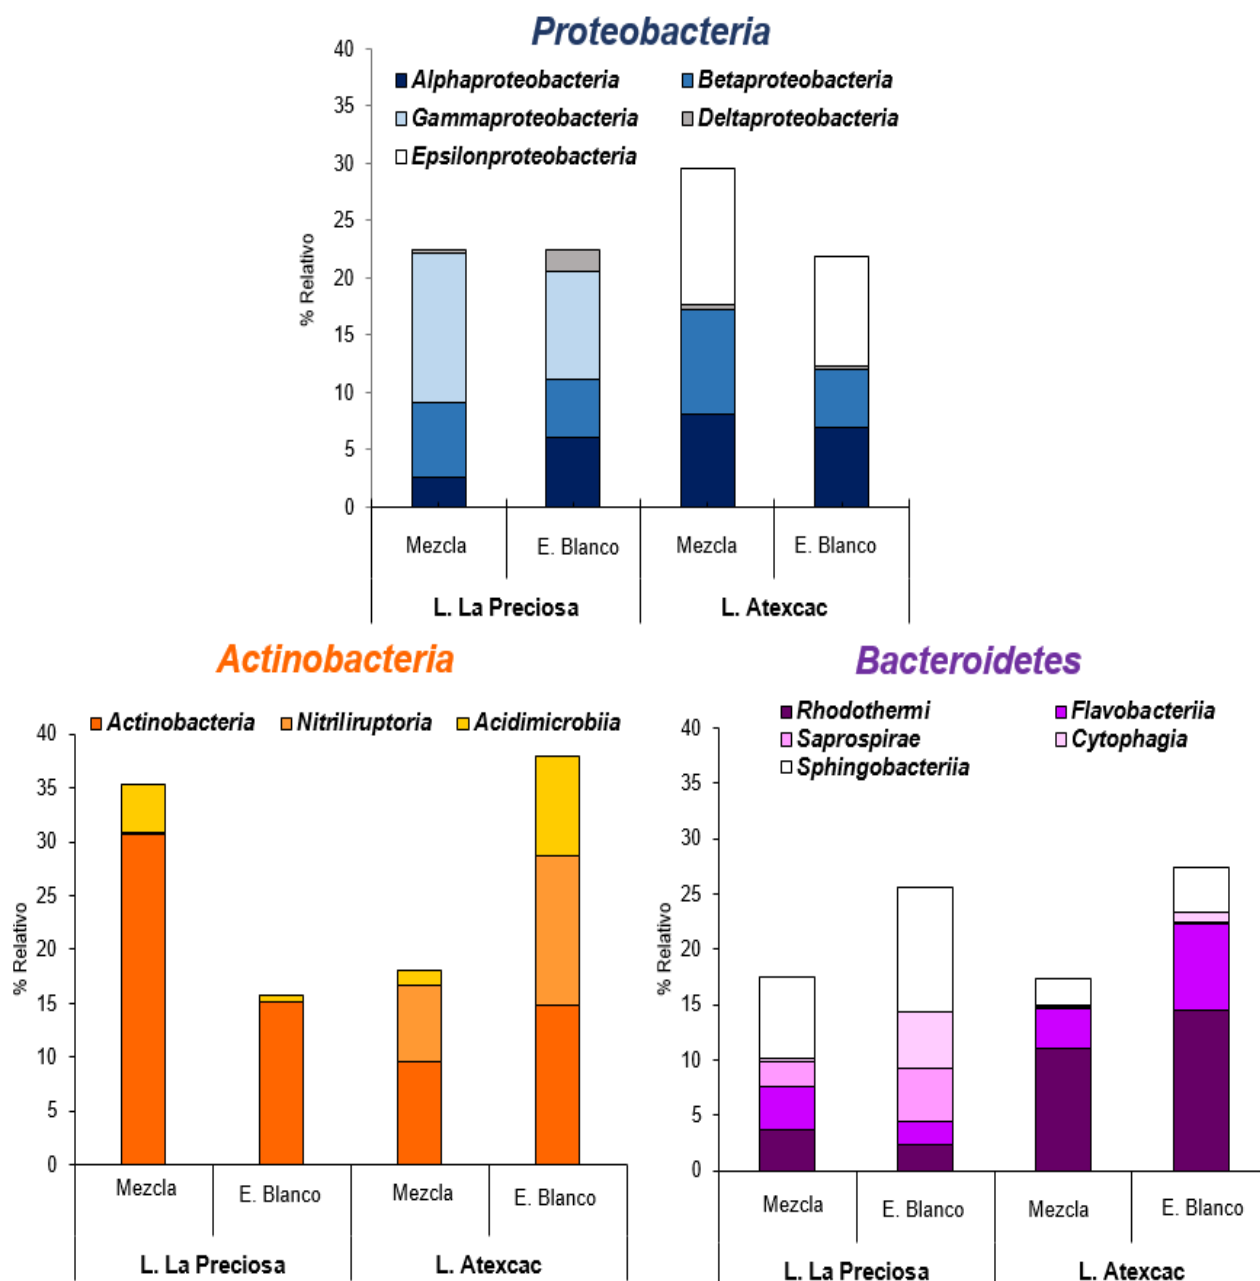 Proteobacteria
Alphaproteobacteria Betaproteobacteria
Gammaproteobacteria Deltaproteobacteria
Epsilonproteobacteria
% Relativo
40
35
30
25
20
15
10
5
0
Mezcla E. Blanco Mezcla E. Blanco
L. La Preciosa L. Atexcac
Actinobacteria
Actinobacteria Nitriliruptoria Acidimicrobiia
% Relativo
40
35
30
25
20
15
10
5
0
Mezcla E. Blanco Mezcla E. Blanco
L. La Preciosa L. Atexcac
Bacteroidetes
Rhodothermi Flavobacteriia
Saprospirae Cytophagia
Sphingobacteriia
% Relativo
40
35
30
25
20
15
10
5
0
Mezcla E. Blanco Mezcla E. Blanco
L. La Preciosa L. Atexcac